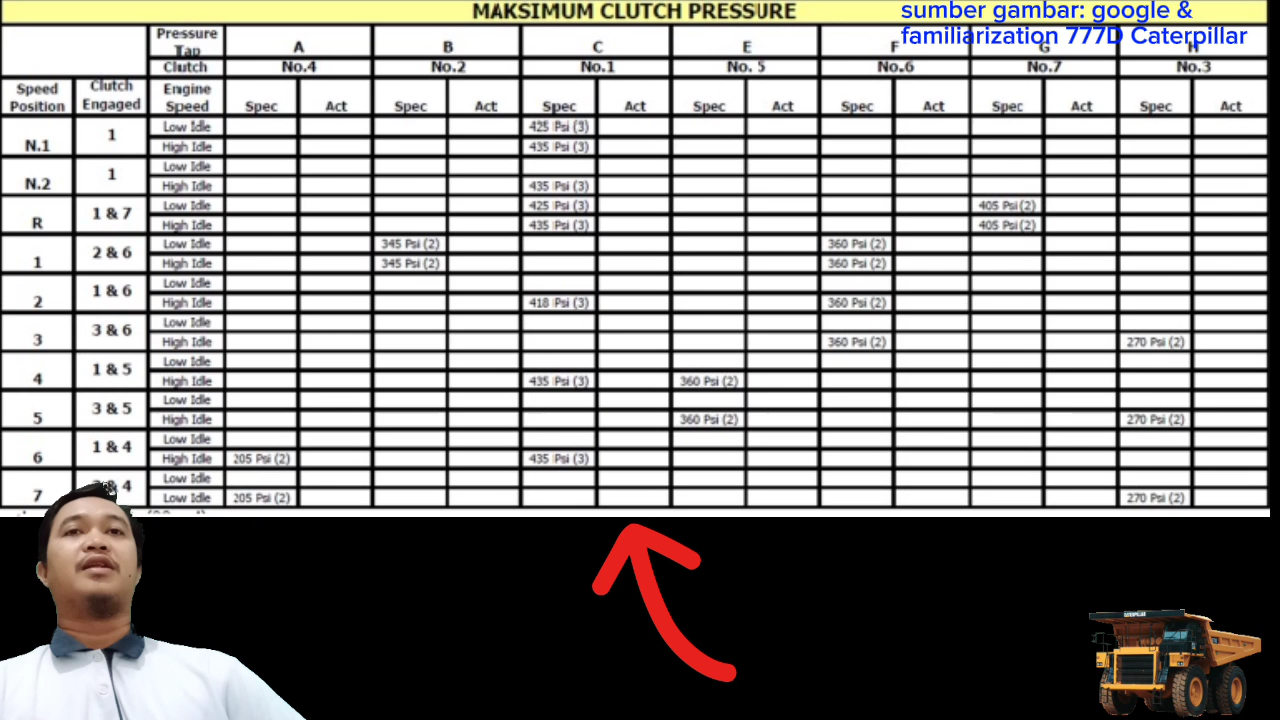 MAKSIMUM CLUTCH PRESSURE
sumber gambar: google &
familiarization 777D Caterpillar
Pressure Tap A B C E F G H
Clutch No.4 No.2 No.1 No. 5 No.6 No.7 No.3
Speed Position Clutch Engaged Engine Speed Spec Act Spec Act Spec Act Spec Act Spec Act Spec Act Spec Act
N.1 1 Low Idle 425 Psi (3)
High Idle 435 Psi (3)
N.2 1 Low Idle
High Idle 435 Psi (3)
R 1 & 7 Low Idle 425 Psi (3) 405 Psi (2)
High Idle 435 Psi (3) 405 Psi (2)
1 2 & 6 Low Idle 345 Psi (2) 360 Psi (2)
High Idle 345 Psi (2) 360 Psi (2)
2 1 & 6 Low Idle
High Idle 418 Psi (3) 360 Psi (2)
3 3 & 6 Low Idle
High Idle 360 Psi (2) 270 Psi (2)
4 1 & 5 Low Idle
High Idle 435 Psi (3) 360 Psi (2)
5 3 & 5 Low Idle
High Idle 360 Psi (2) 270 Psi (2)
6 1 & 4 Low Idle
High Idle 205 Psi (2) 435 Psi (3)
7 & 4 Low Idle
Low Idle 205 Psi (2) 270 Psi (2)